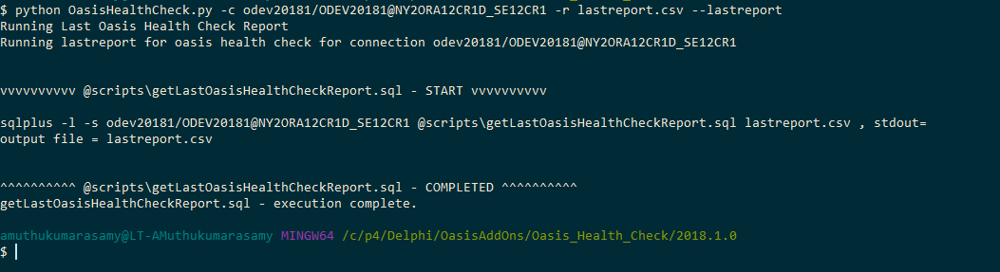 $ python OasisHealthCheck.py -c odev20181/ODEV20181@NY2ORA12CR1D_SE12CR1 -r lastreport.csv --lastreport
Running Last Oasis Health Check Report
Running lastreport for oasis health check for connection odev20181/ODEV20181@NY2ORA12CR1D_SE12CR1
vvvvvvvvvv @scripts\getLastOasisHealthCheckReport.sql - START vvvvvvvvvv
sqlplus -l -s odev20181/ODEV20181@NY2ORA12CR1D_SE12CR1 @scripts\getLastOasisHealthCheckReport.sql lastreport.csv , stdout=
output file = lastreport.csv
^^^^^^^^^^ @scripts\getLastOasisHealthCheckReport.sql - COMPLETED ^^^^^^^^^^
getLastOasisHealthCheckReport.sql - execution complete.
amuthukumarasamy@LT-AMuthukumarasamy MINGW64 /c/p4/Delphi/OasisAddOns/Oasis_Health_Check/2018.1.0
$